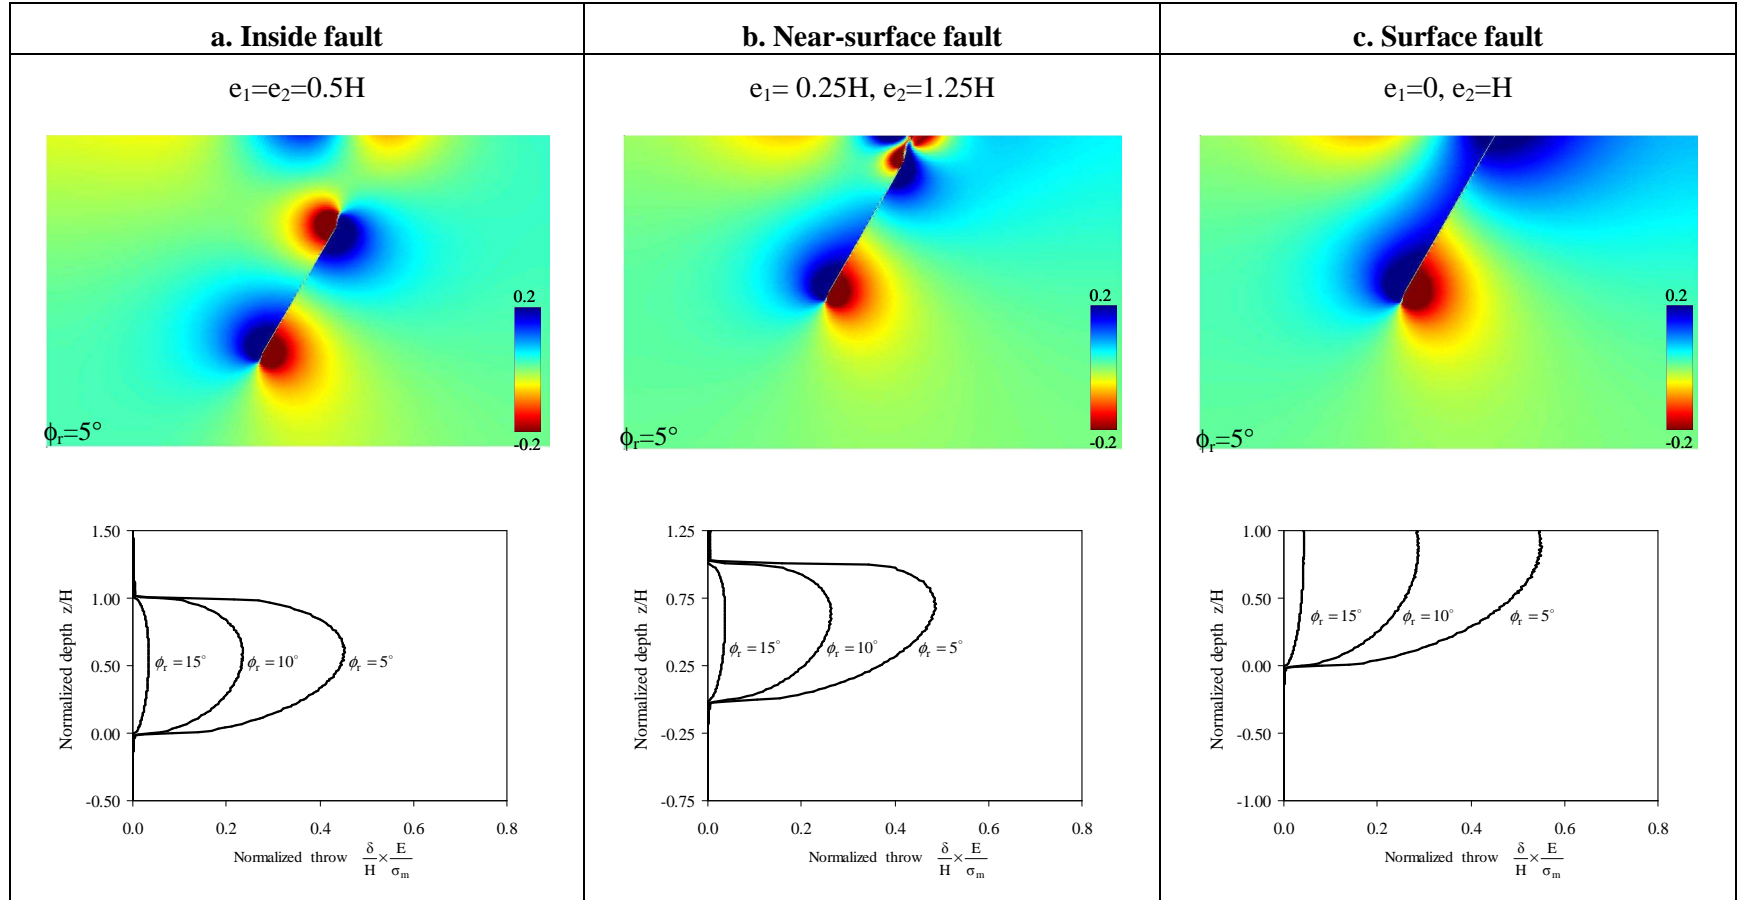 a. Inside fault
b. Near-surface fault
c. Surface fault
e₁=e₂=0.5H
e₁= 0.25H, e₂=1.25H
e₁=0, e₂=H
0.2
-0.2
ϕᵣ=5°
0.2
-0.2
ϕᵣ=5°
0.2
-0.2
ϕᵣ=5°
Normalized depth z/H
1.50
1.00
0.50
0.00
-0.50
ϕᵣ = 15°
ϕᵣ = 10°
ϕᵣ = 5°
0.0 0.2 0.4 0.6 0.8
Normalized throw δ/H × E/σₘ
Normalized depth z/H
1.25
0.75
0.25
-0.25
-0.75
ϕᵣ = 15°
ϕᵣ = 10°
ϕᵣ = 5°
0.0 0.2 0.4 0.6 0.8
Normalized throw δ/H × E/σₘ
Normalized depth z/H
1.00
0.50
0.00
-0.50
-1.00
ϕᵣ = 15°
ϕᵣ = 10°
ϕᵣ = 5°
0.0 0.2 0.4 0.6 0.8
Normalized throw δ/H × E/σₘ